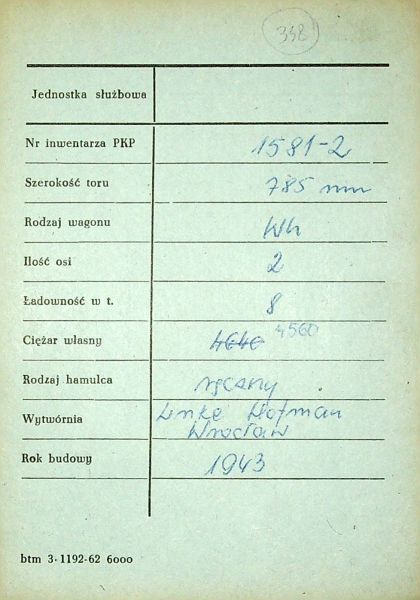 338
Jednostka służbowa
Nr inwentarza PKP 1581-2
Szerokość toru 785 mm
Rodzaj wagonu Wh
Ilość osi 2
Ładowność w t. 8
Ciężar własny 4640 4560
Rodzaj hamulca ręczny
Wytwórnia Linke Hofman
Wrocław
Rok budowy 1943
btm 3·1192-62 6000